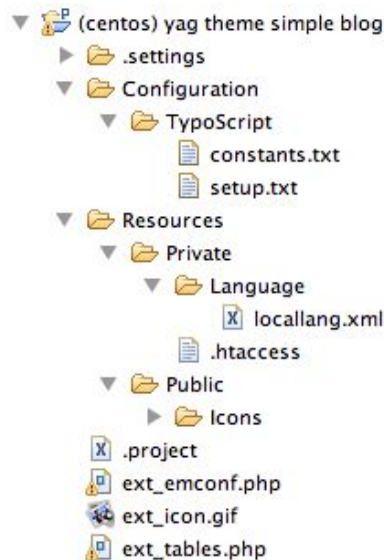 (centos) yag theme simple blog
.settings
Configuration
TypoScript
constants.txt
setup.txt
Resources
Private
Language
locallang.xml
.htaccess
Public
Icons
.project
ext_emconf.php
ext_icon.gif
ext_tables.php